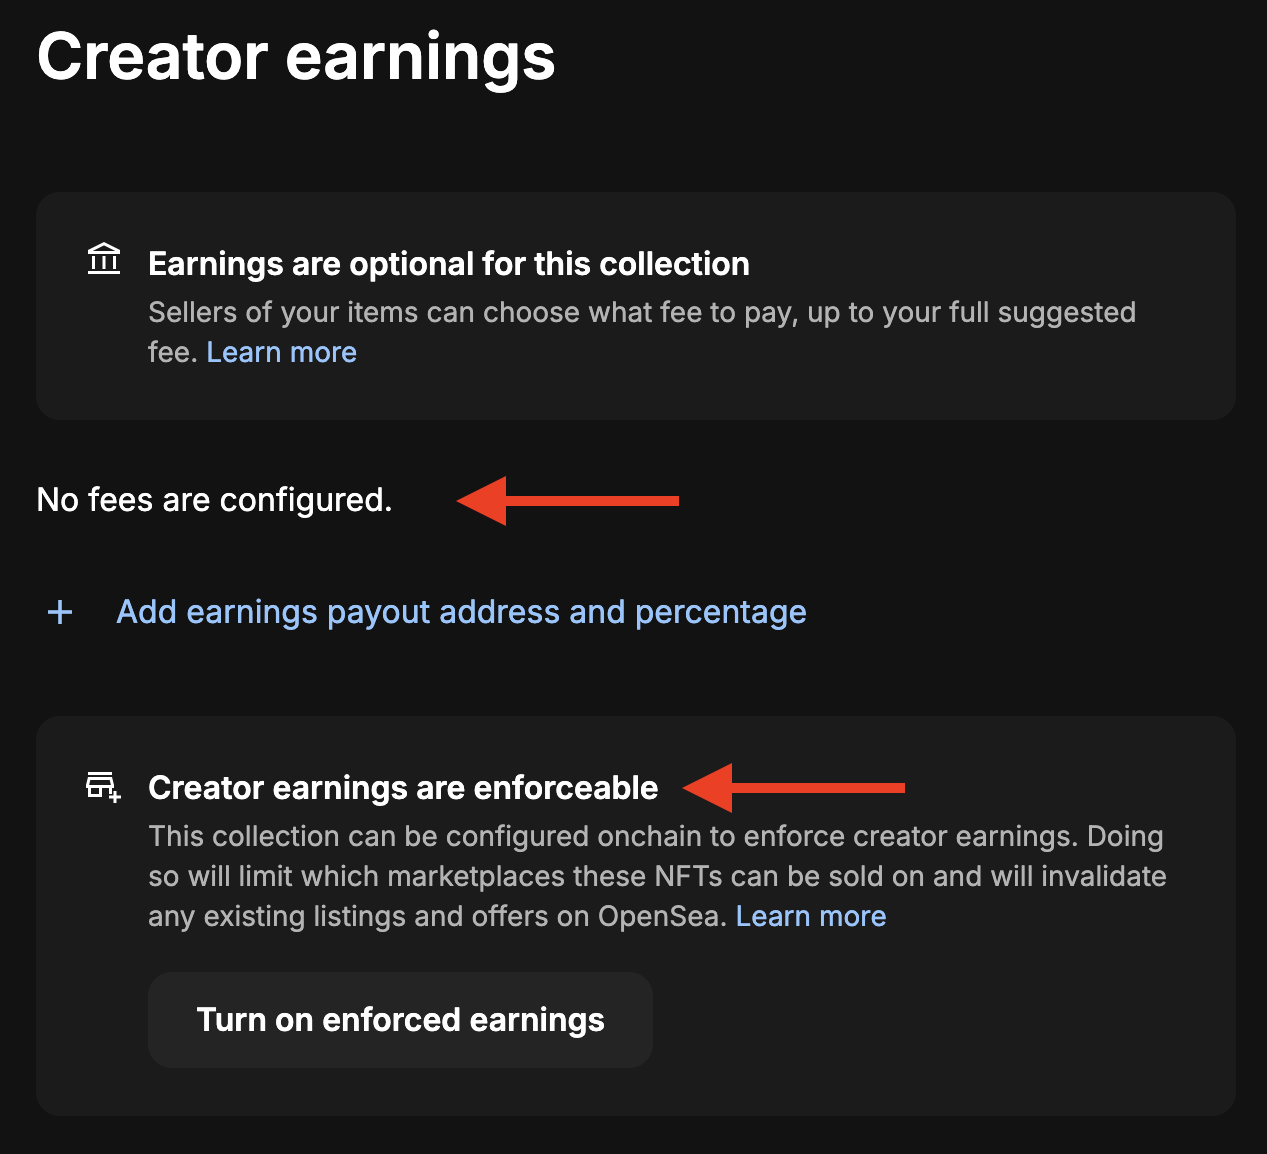 Creator earnings
Earnings are optional for this collection
Sellers of your items can choose what fee to pay, up to your full suggested
fee. Learn more
No fees are configured.
+ Add earnings payout address and percentage
Creator earnings are enforceable
This collection can be configured onchain to enforce creator earnings. Doing
so will limit which marketplaces these NFTs can be sold on and will invalidate
any existing listings and offers on OpenSea. Learn more
Turn on enforced earnings